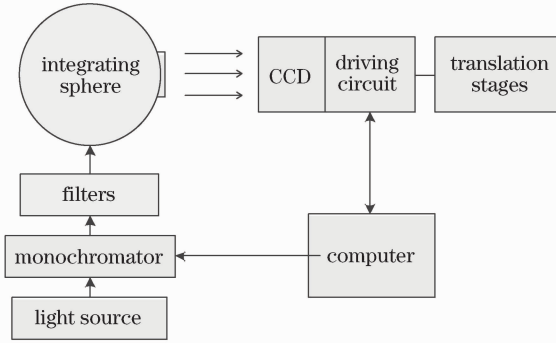 integrating
sphere
CCD
driving
circuit
translation
stages
filters
monochromator
computer
light source